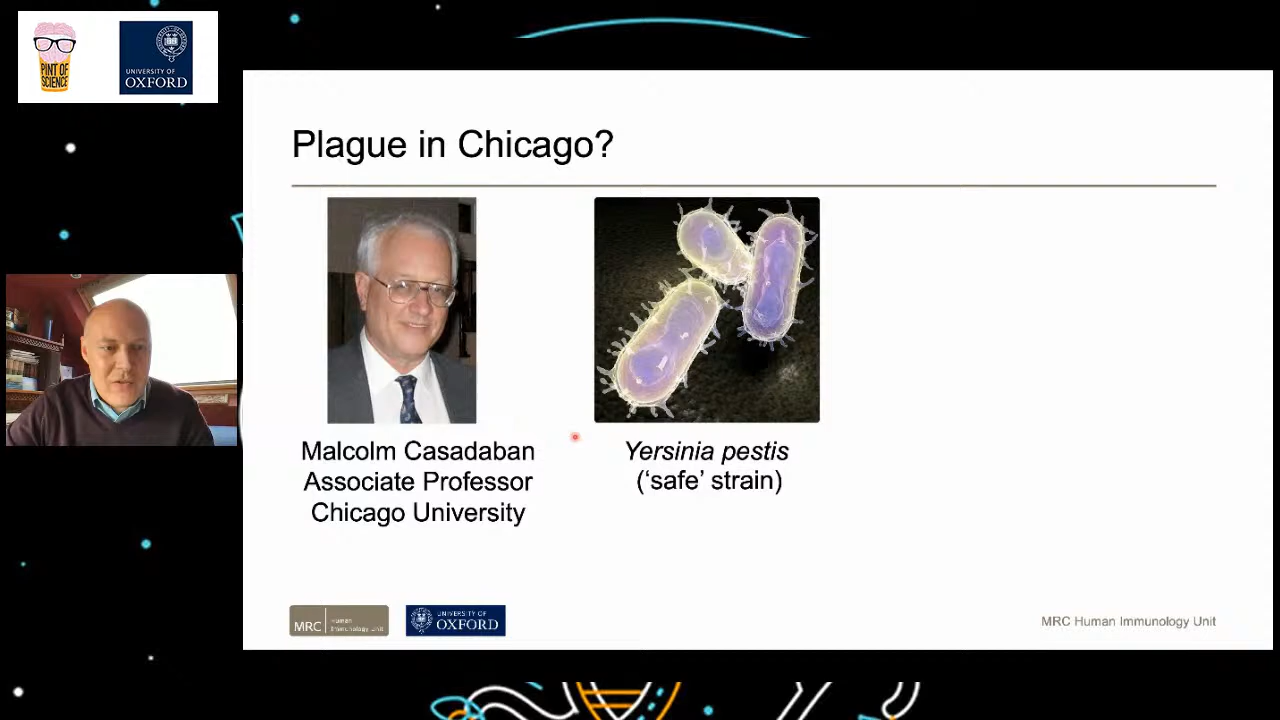 PINT OF
SCIENCE
UNIVERSITY OF
OXFORD
Plague in Chicago?
Malcolm Casadaban
Associate Professor
Chicago University
Yersinia pestis
(‘safe’ strain)
MRC
Human
Immunology Unit
UNIVERSITY OF
OXFORD
MRC Human Immunology Unit